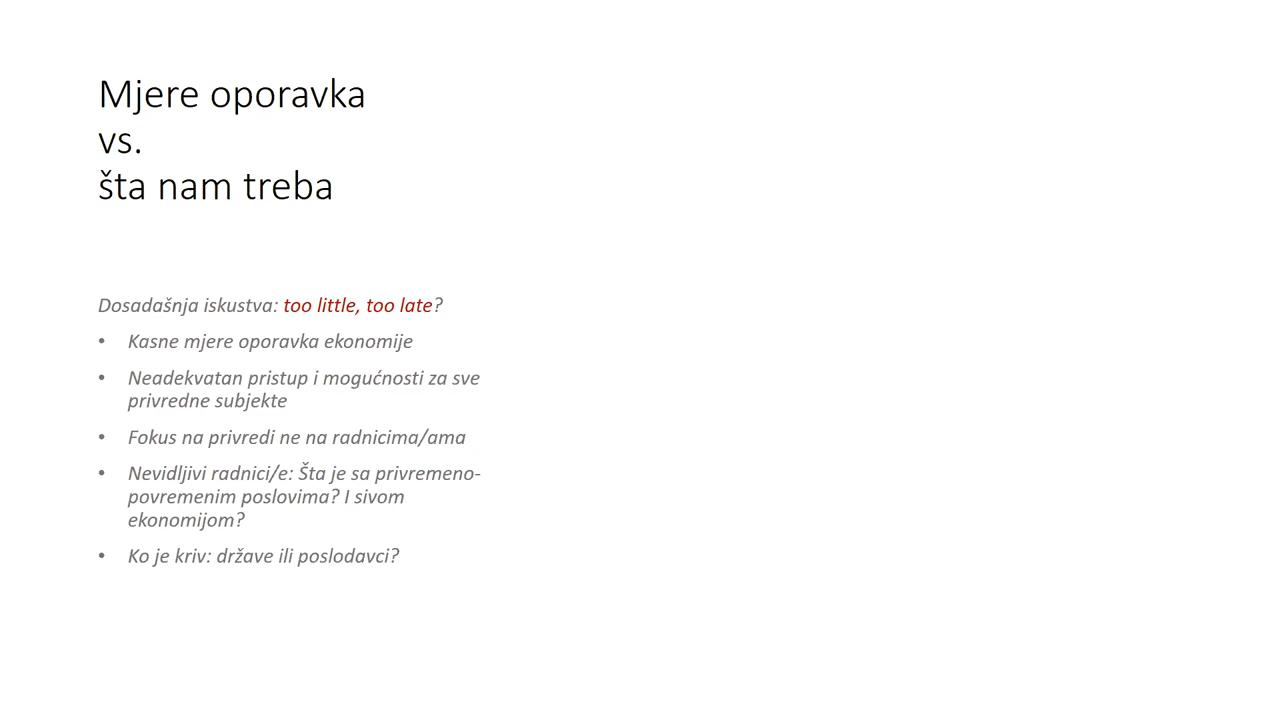 Mjere oporavka
vs.
šta nam treba
Dosadašnja iskustva: too little, too late?
• Kasne mjere oporavka ekonomije
• Neadekvatan pristup i mogućnosti za sve
privredne subjekte
• Fokus na privredi ne na radnicima/ama
• Nevidljivi radnici/e: Šta je sa privremeno-
povremenim poslovima? I sivom
ekonomijom?
• Ko je kriv: države ili poslodavci?